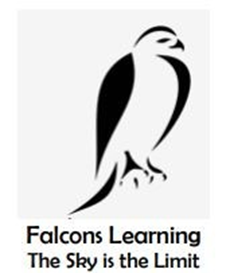 Falcons Learning
The Sky is the Limit